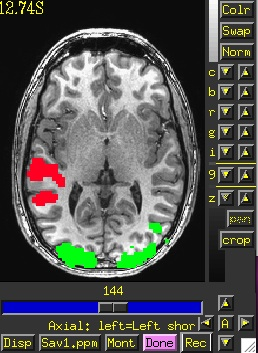 12.74S
Colr
Swap
Norm
c
b
r
g
i
9
z
pan
crop
144
Axial: left=Left shor
A
Disp Sav1.ppm Mont Done Rec